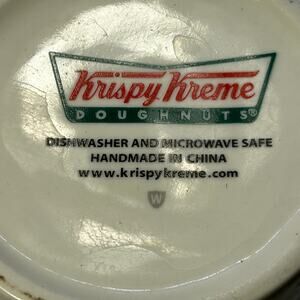 Krispy Kreme
DOUGHNUTS®
DISHWASHER AND MICROWAVE SAFE
HANDMADE IN CHINA
www.krispykreme.com
W